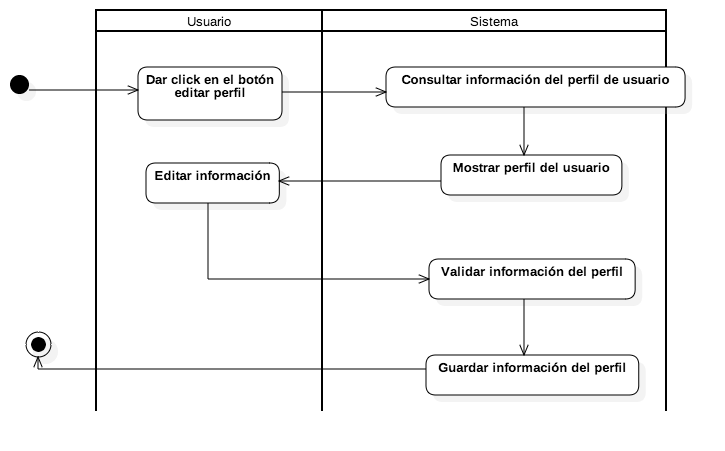 Usuario
Sistema
Dar click en el botón
editar perfil
Consultar información del perfil de usuario
Mostrar perfil del usuario
Editar información
Validar información del perfil
Guardar información del perfil